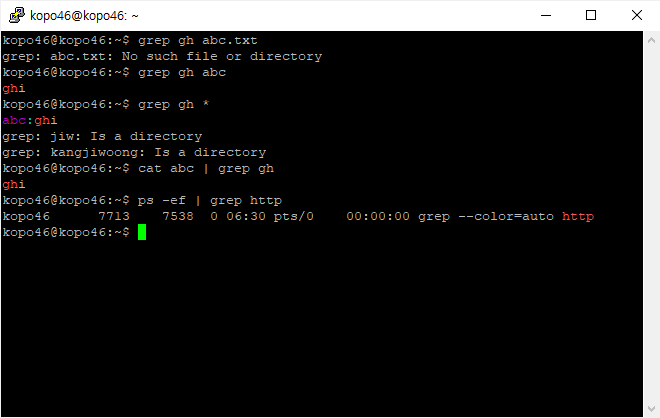 kopo46@kopo46: ~
kopo46@kopo46:~$ grep gh abc.txt
grep: abc.txt: No such file or directory
kopo46@kopo46:~$ grep gh abc
ghi
kopo46@kopo46:~$ grep gh *
abc:ghi
grep: jiw: Is a directory
grep: kangjiwoong: Is a directory
kopo46@kopo46:~$ cat abc | grep gh
ghi
kopo46@kopo46:~$ ps -ef | grep http
kopo46      7713    7538  0 06:30 pts/0    00:00:00 grep --color=auto http
kopo46@kopo46:~$